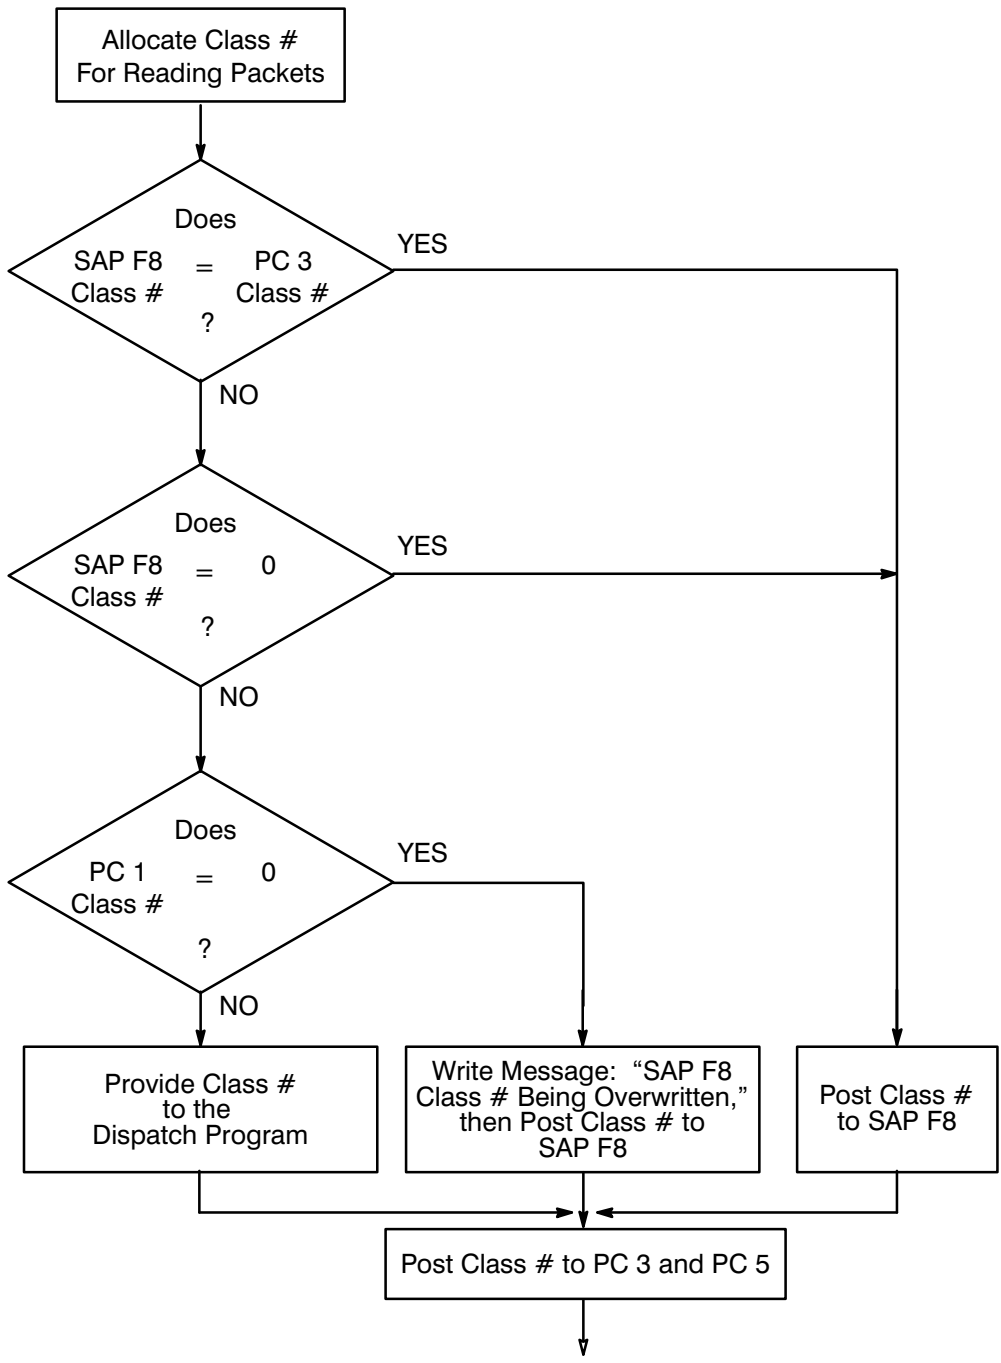 Allocate Class #
For Reading Packets
Does
SAP F8 = PC 3
Class # Class #
?
YES
NO
Does
SAP F8 = 0
Class #
?
YES
NO
Does
PC 1 = 0
Class #
?
YES
NO
Provide Class #
to the
Dispatch Program
Write Message: “SAP F8
Class # Being Overwritten,”
then Post Class # to
SAP F8
Post Class #
to SAP F8
Post Class # to PC 3 and PC 5